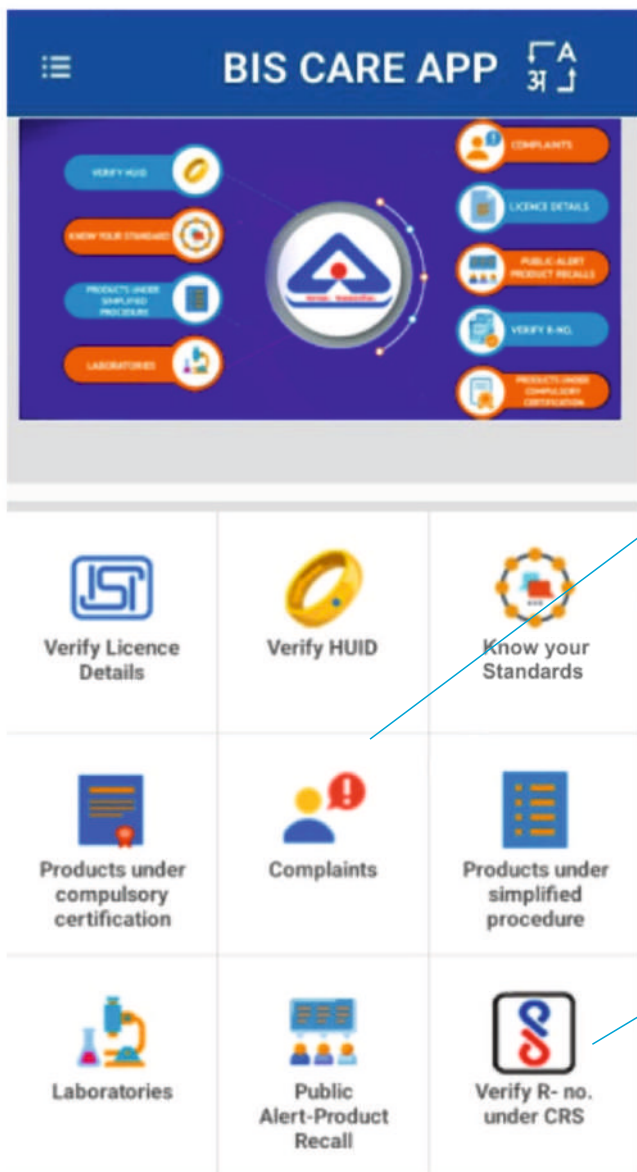 BIS CARE APP
A
अ
VERIFY HUID
KNOW YOUR STANDARD
PRODUCTS UNDER
SIMPLIFIED
PROCEDURE
LABORATORIES
COMPLAINTS
LICENCE DETAILS
PUBLIC-ALERT
PRODUCT RECALLS
VERIFY R-NO.
PRODUCTS UNDER
COMPULSORY
CERTIFICATION
ISI
Verify Licence
Details
Verify HUID
Know your
Standards
Products under
compulsory
certification
Complaints
Products under
simplified
procedure
Laboratories
Public
Alert-Product
Recall
Verify R- no.
under CRS